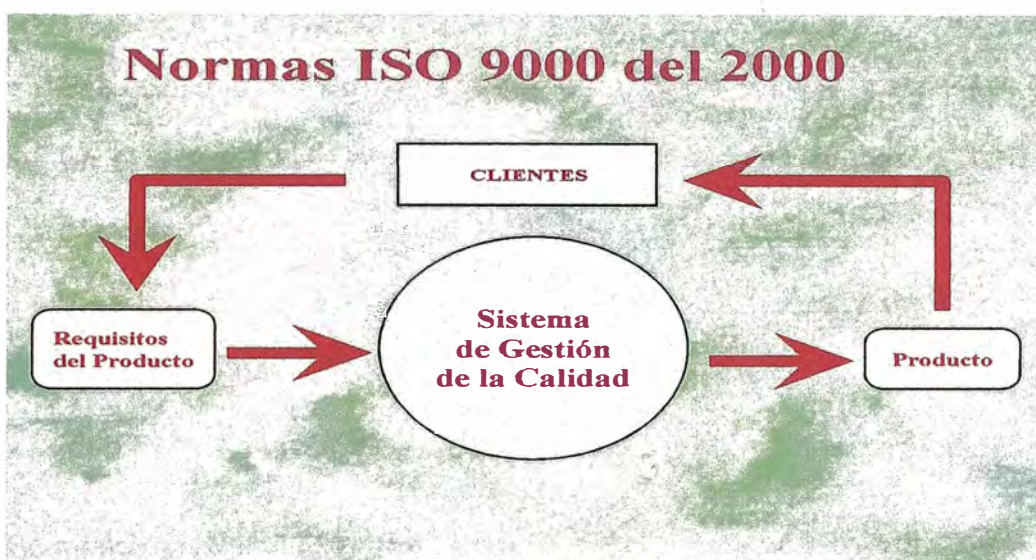 Normas ISO 9000 del 2000
CLIENTES
Requisitos
del Producto
Sistema
de Gestión
de la Calidad
Producto